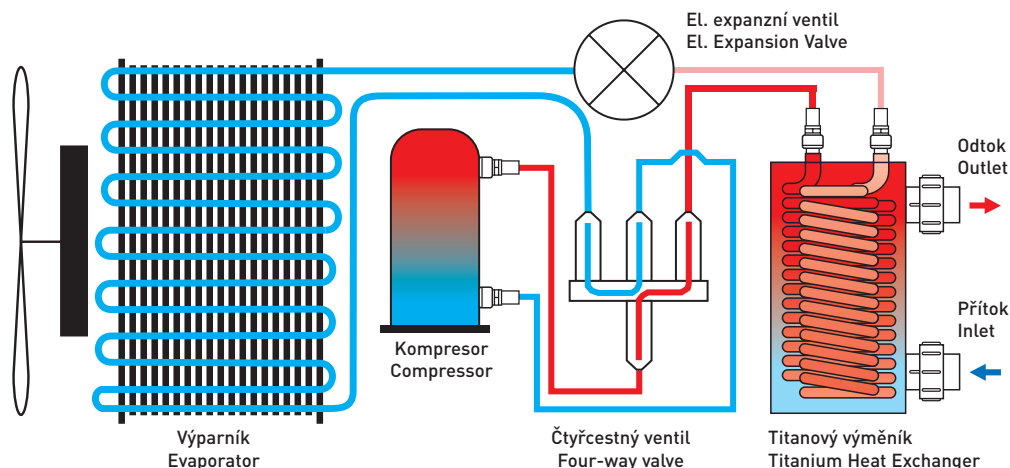 El. expanzní ventil
El. Expansion Valve
Odtok
Outlet
Přítok
Inlet
Kompresor
Compressor
Výparník
Evaporator
Čtyřcestný ventil
Four-way valve
Titanový výměník
Titanium Heat Exchanger